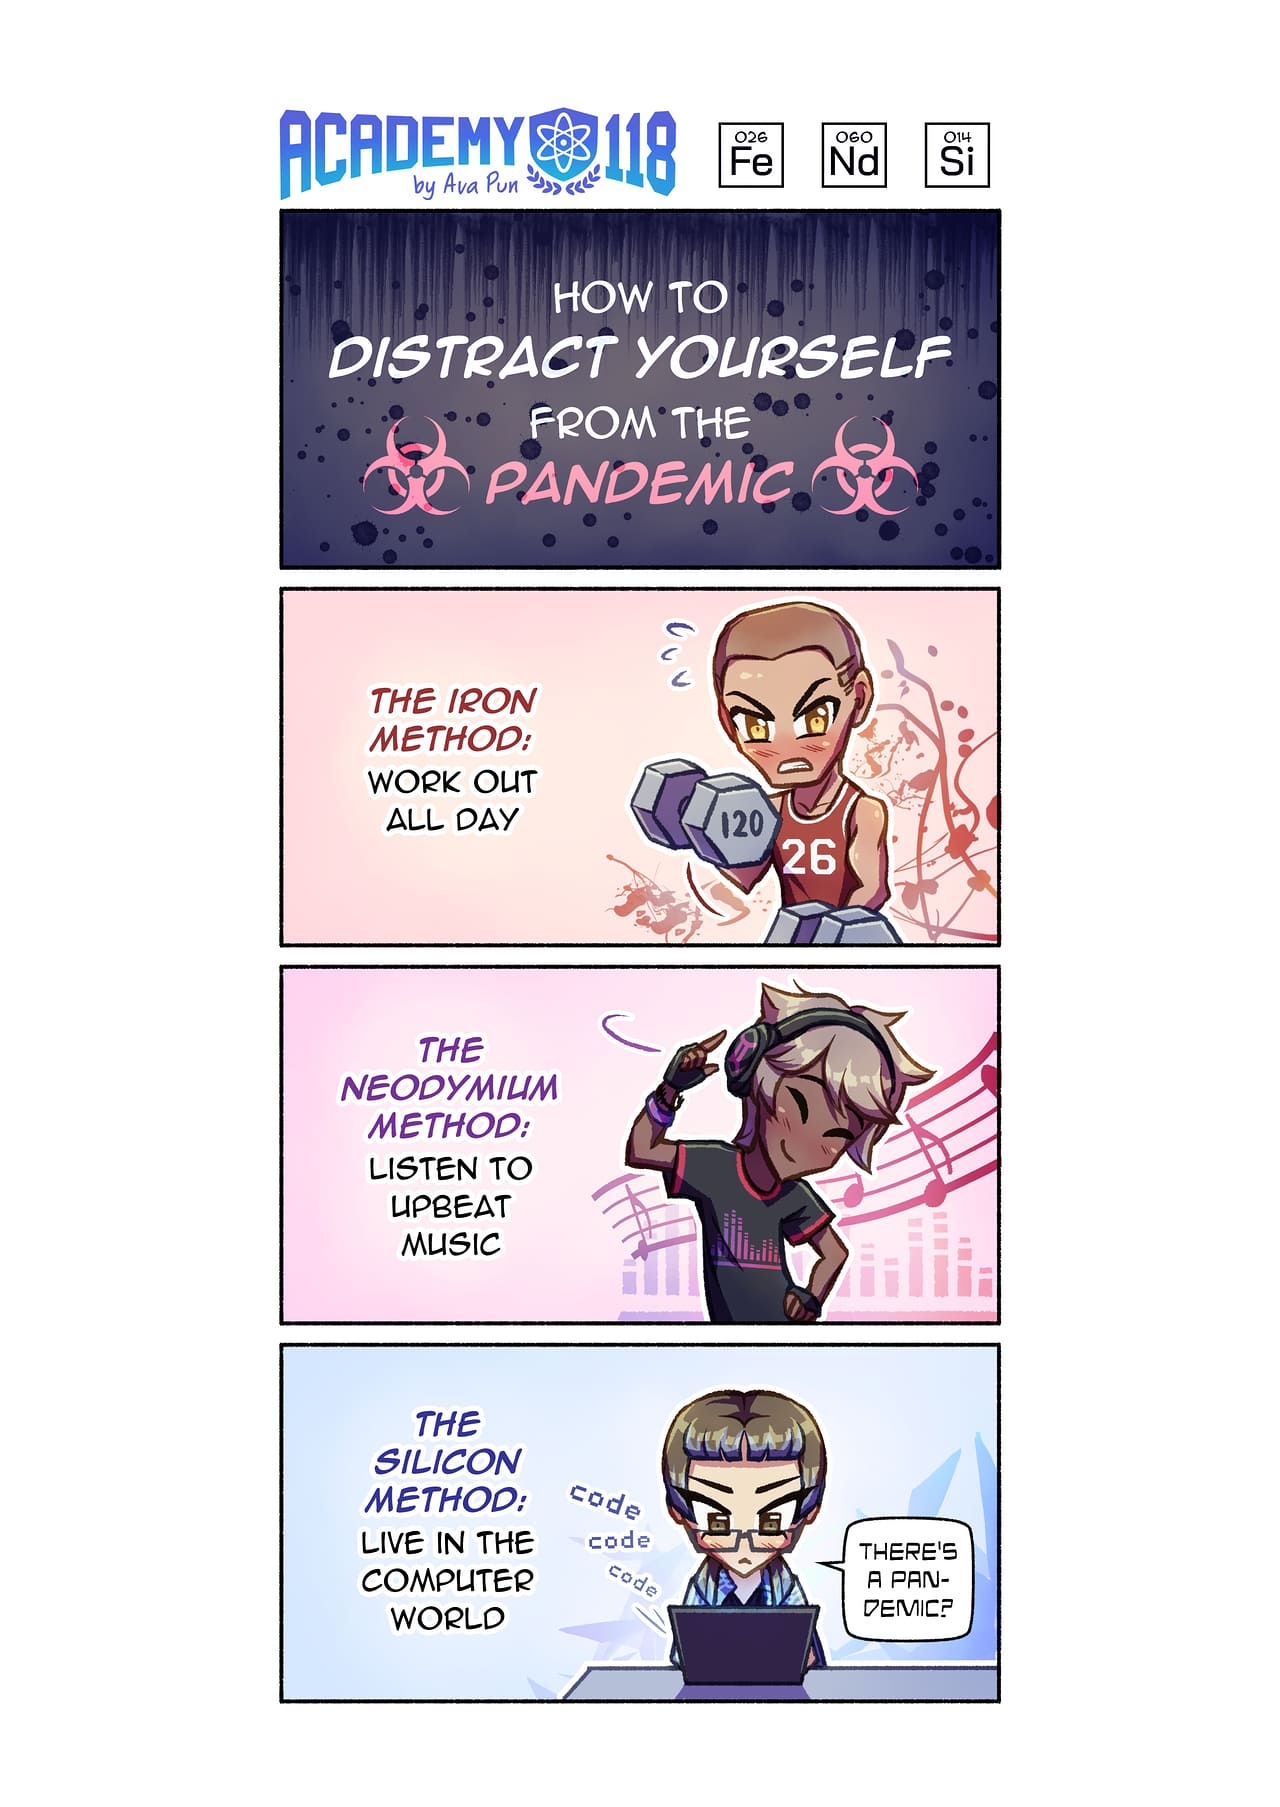 ACADEMY 118
by Ava Pun
026
Fe
060
Nd
014
Si
HOW TO
DISTRACT YOURSELF
FROM THE
PANDEMIC
THE IRON
METHOD:
WORK OUT
ALL DAY
120
26
THE
NEODYMIUM
METHOD:
LISTEN TO
UPBEAT
MUSIC
THE
SILICON
METHOD:
LIVE IN THE
COMPUTER
WORLD
code
code
code
THERE'S
A PAN-
DEMIC?